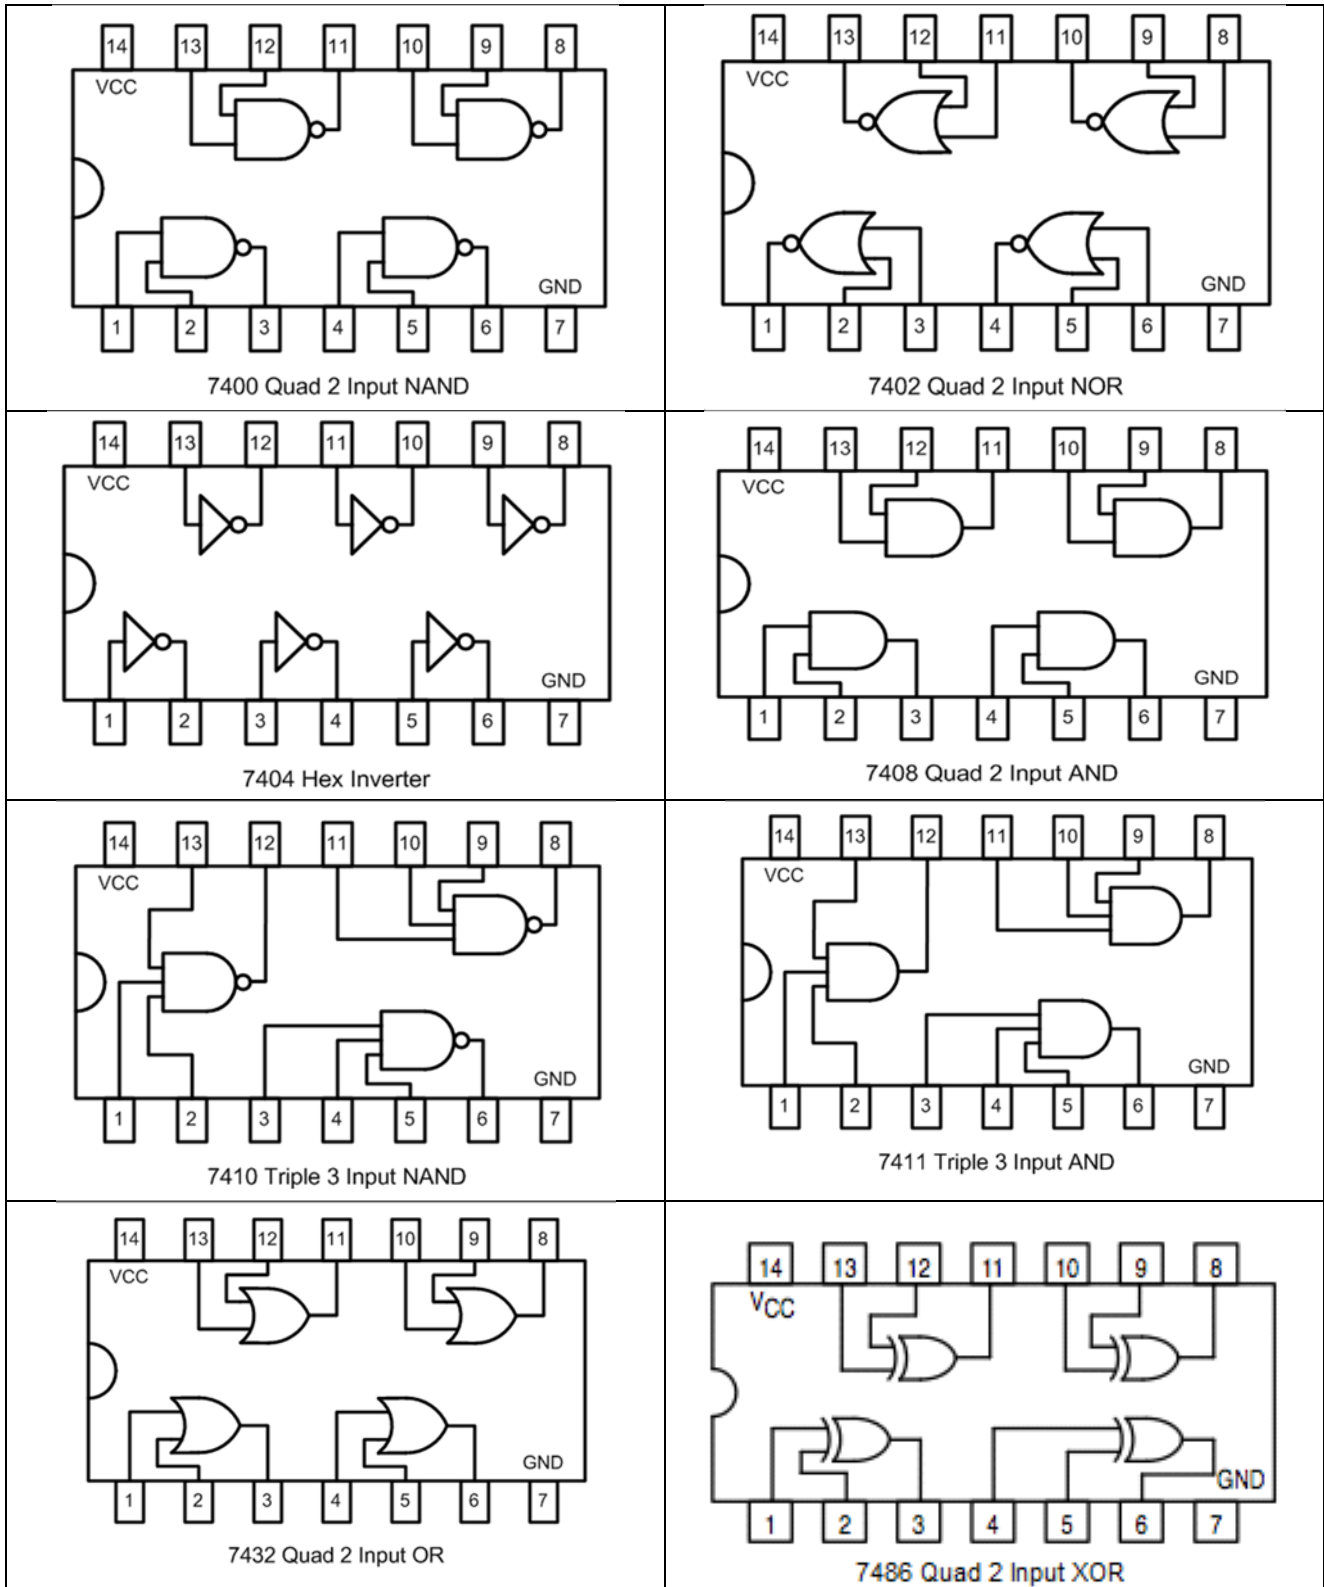 14 13 12 11 10 9 8
VCC
GND
1 2 3 4 5 6 7
7400 Quad 2 Input NAND
14 13 12 11 10 9 8
VCC
GND
1 2 3 4 5 6 7
7402 Quad 2 Input NOR
14 13 12 11 10 9 8
VCC
GND
1 2 3 4 5 6 7
7404 Hex Inverter
14 13 12 11 10 9 8
VCC
GND
1 2 3 4 5 6 7
7408 Quad 2 Input AND
14 13 12 11 10 9 8
VCC
GND
1 2 3 4 5 6 7
7410 Triple 3 Input NAND
14 13 12 11 10 9 8
VCC
GND
1 2 3 4 5 6 7
7411 Triple 3 Input AND
14 13 12 11 10 9 8
VCC
GND
1 2 3 4 5 6 7
7432 Quad 2 Input OR
14 13 12 11 10 9 8
VCC
GND
1 2 3 4 5 6 7
7486 Quad 2 Input XOR